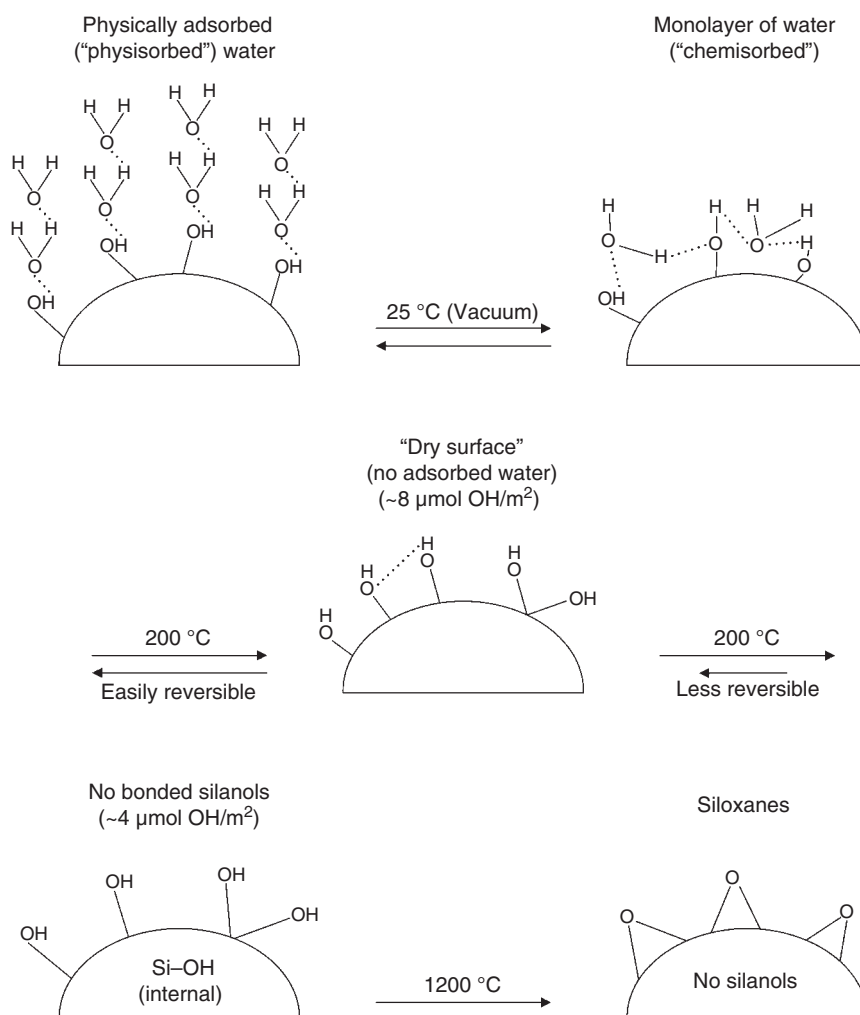 Physically adsorbed
(“physisorbed”) water
Monolayer of water
(“chemisorbed”)
H H H H
H H O O H H
H H H H H H O
O O O H H
H H OH OH O
O OH
OH
H H H
O O O H
H O
OH
25 °C (Vacuum)
“Dry surface”
(no adsorbed water)
(~8 µmol OH/m²)
H H
H O O
O OH
H
O
200 °C
Easily reversible
200 °C
Less reversible
No bonded silanols
(~4 µmol OH/m²)
Siloxanes
OH OH
OH OH
Si–OH
(internal)
O
O O
No silanols
1200 °C